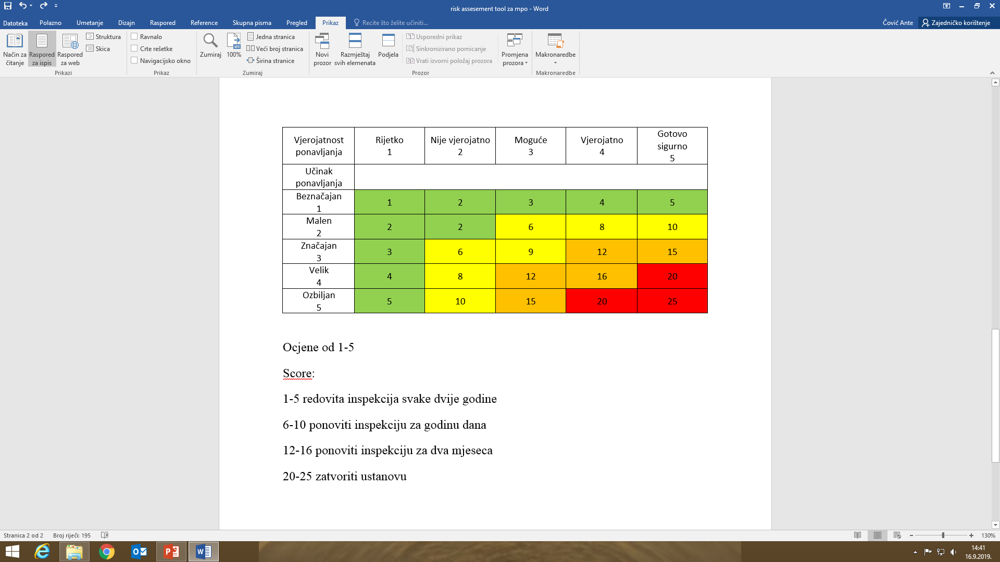 risk assesement tool za mpo - Word
Datoteka Polazno Umetanje Dizajn Raspored Reference Skupna pisma Pregled Prikaz Recite što želite učiniti... Čović Ante Zajedničko korištenje
Način za čitanje
Raspored za ispis
Raspored za web
Struktura
Skica
Prikazi
Ravnalo
Crte rešetke
Navigacijsko okno
Prikaz
Zumiraj
100%
100
Jedna stranica
Veći broj stranica
Širina stranice
Zumiraj
Novi prozor
Razmještaj svih elemenata
Podjela
Usporedni prikaz
Sinkronizirano pomicanje
Vrati izvorni položaj prozora
Promjena prozora
Prozor
Makronaredbe
Makronaredbe
Vjerojatnost ponavljanja
Rijetko 1
Nije vjerojatno 2
Moguće 3
Vjerojatno 4
Gotovo sigurno 5
Učinak ponavljanja
Beznačajan 1 1 2 3 4 5
Malen 2 2 2 6 8 10
Značajan 3 3 6 9 12 15
Velik 4 4 8 12 16 20
Ozbiljan 5 5 10 15 20 25
Ocjene od 1-5
Score:
1-5 redovita inspekcija svake dvije godine
6-10 ponoviti inspekciju za godinu dana
12-16 ponoviti inspekciju za dva mjeseca
20-25 zatvoriti ustanovu
Stranica 2 od 2 Broj riječi: 195 130%
14:41
16.9.2019.